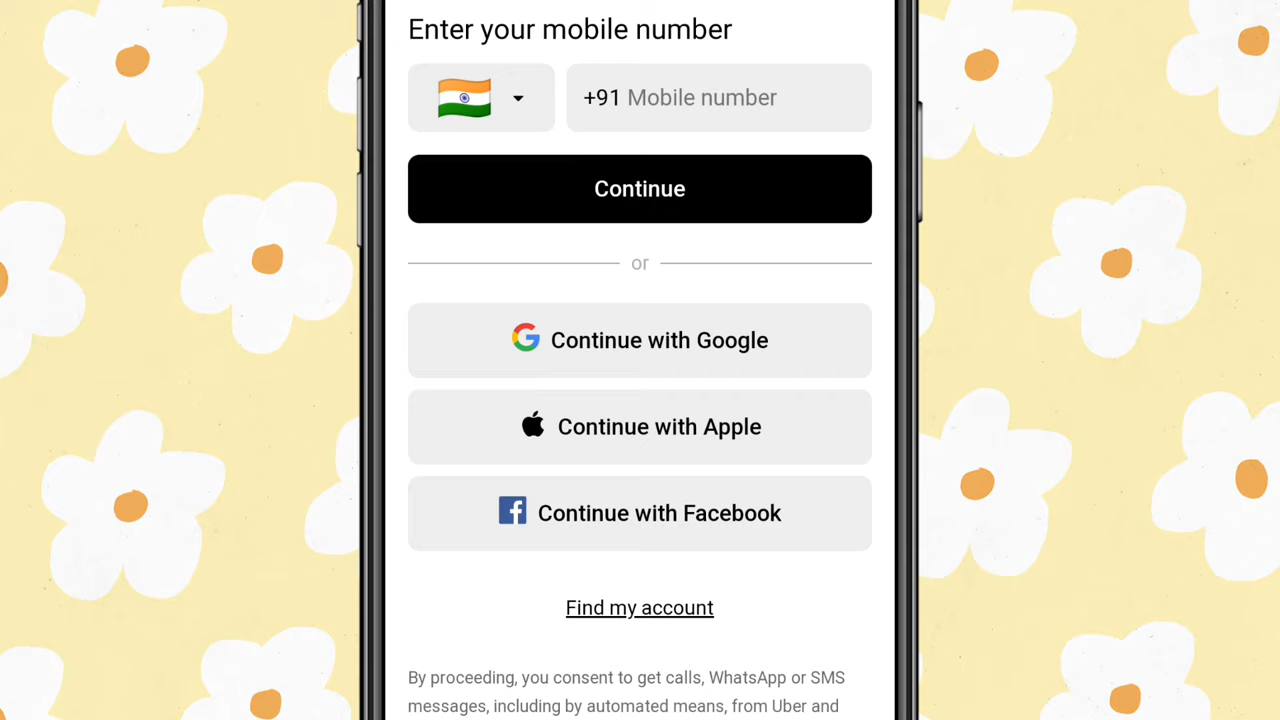 Enter your mobile number
+91 Mobile number
Continue
or
Continue with Google
Continue with Apple
Continue with Facebook
Find my account
By proceeding, you consent to get calls, WhatsApp or SMS
messages, including by automated means, from Uber and